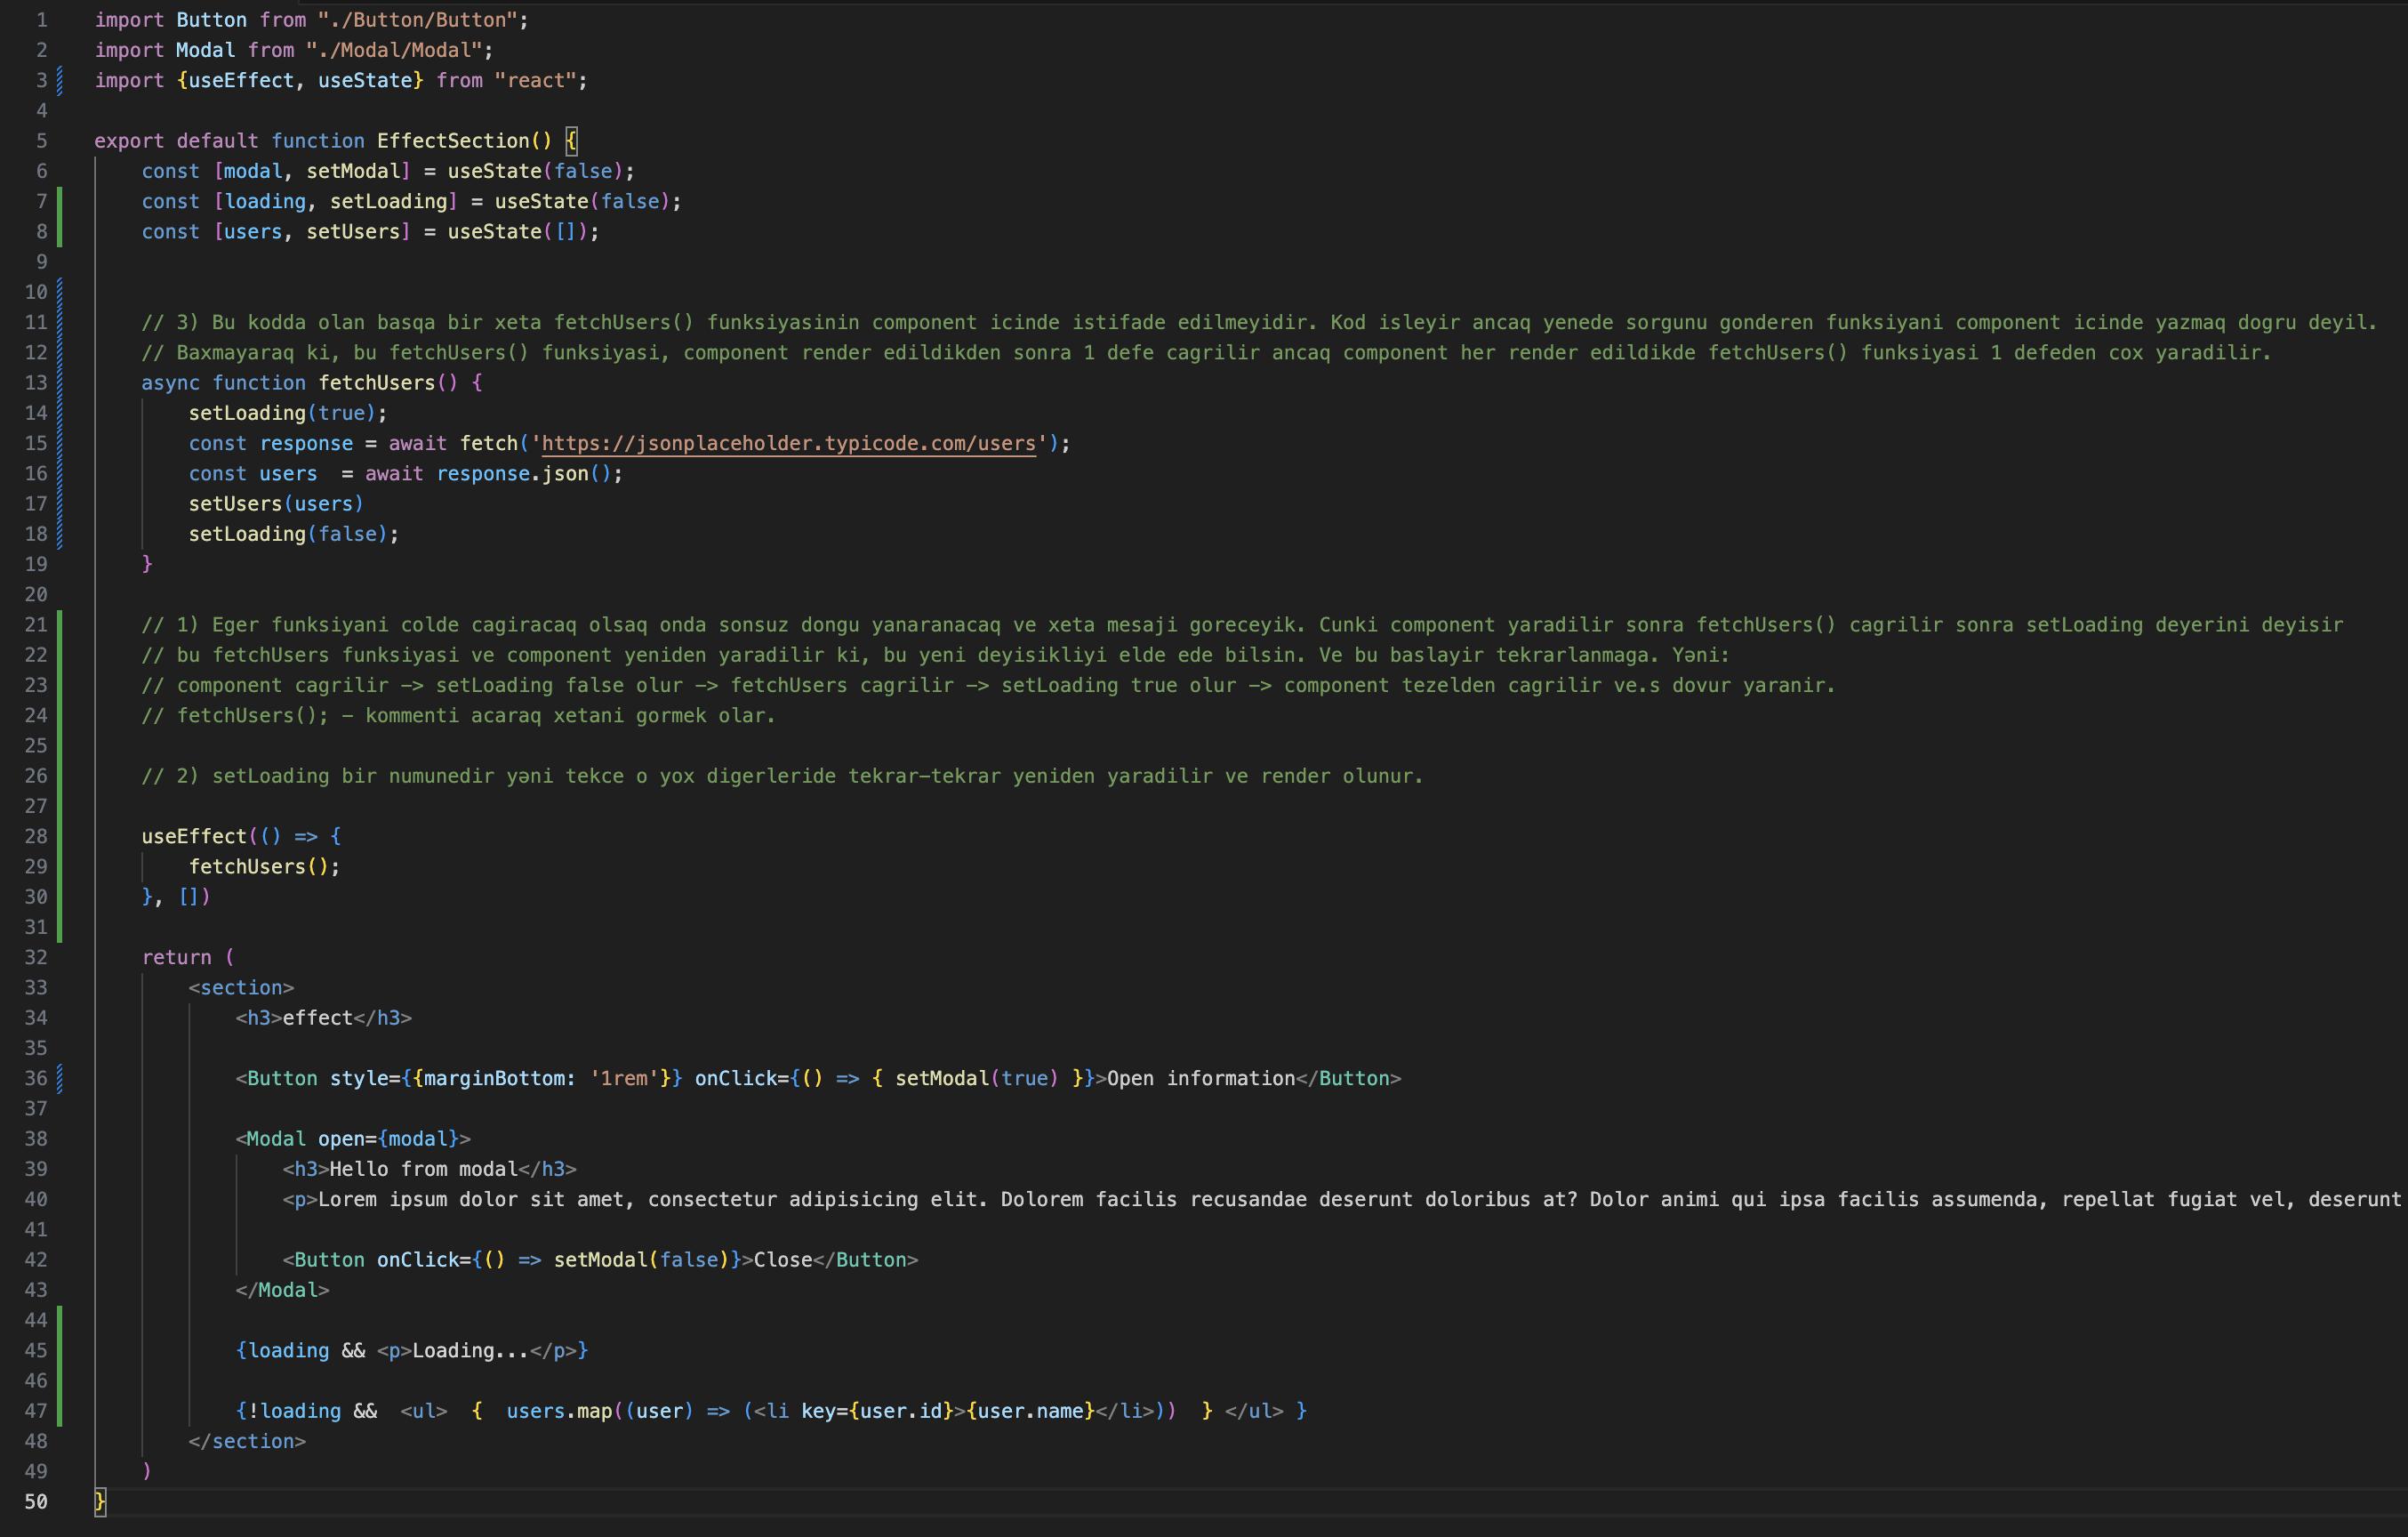 1 import Button from "./Button/Button";
2 import Modal from "./Modal/Modal";
3 import {useEffect, useState} from "react";
4
5 export default function EffectSection() {
6     const [modal, setModal] = useState(false);
7     const [loading, setLoading] = useState(false);
8     const [users, setUsers] = useState([]);
9
10
11     // 3) Bu kodda olan basqa bir xeta fetchUsers() funksiyasinin component icinde istifade edilmeyidir. Kod isleyir ancaq yenede sorgunu gonderen funksiyani component icinde yazmaq dogru deyil.
12     // Baxmayaraq ki, bu fetchUsers() funksiyasi, component render edildikden sonra 1 defe cagrilir ancaq component her render edildikde fetchUsers() funksiyasi 1 defeden cox yaradilir.
13     async function fetchUsers() {
14         setLoading(true);
15         const response = await fetch('https://jsonplaceholder.typicode.com/users');
16         const users  = await response.json();
17         setUsers(users)
18         setLoading(false);
19     }
20
21     // 1) Eger funksiyani colde cagiracaq olsaq onda sonsuz dongu yanaranacaq ve xeta mesaji goreceyik. Cunki component yaradilir sonra fetchUsers() cagrilir sonra setLoading deyerini deyisir
22     // bu fetchUsers funksiyasi ve component yeniden yaradilir ki, bu yeni deyisikliyi elde ede bilsin. Ve bu baslayir tekrarlanmaga. Yəni:
23     // component cagrilir -> setLoading false olur -> fetchUsers cagrilir -> setLoading true olur -> component tezelden cagrilir ve.s dovur yaranir.
24     // fetchUsers(); - kommenti acaraq xetani gormek olar.
25
26     // 2) setLoading bir numunedir yəni tekce o yox digerleride tekrar-tekrar yeniden yaradilir ve render olunur.
27
28     useEffect(() => {
29         fetchUsers();
30     }, [])
31
32     return (
33         <section>
34             <h3>effect</h3>
35
36             <Button style={{marginBottom: '1rem'}} onClick={() => { setModal(true) }}>Open information</Button>
37
38             <Modal open={modal}>
39                 <h3>Hello from modal</h3>
40                 <p>Lorem ipsum dolor sit amet, consectetur adipisicing elit. Dolorem facilis recusandae deserunt doloribus at? Dolor animi qui ipsa facilis assumenda, repellat fugiat vel, deserunt
41
42                 <Button onClick={() => setModal(false)}>Close</Button>
43             </Modal>
44
45             {loading && <p>Loading...</p>}
46
47             {!loading &&  <ul>  {  users.map((user) => (<li key={user.id}>{user.name}</li>))  } </ul> }
48         </section>
49     )
50 }